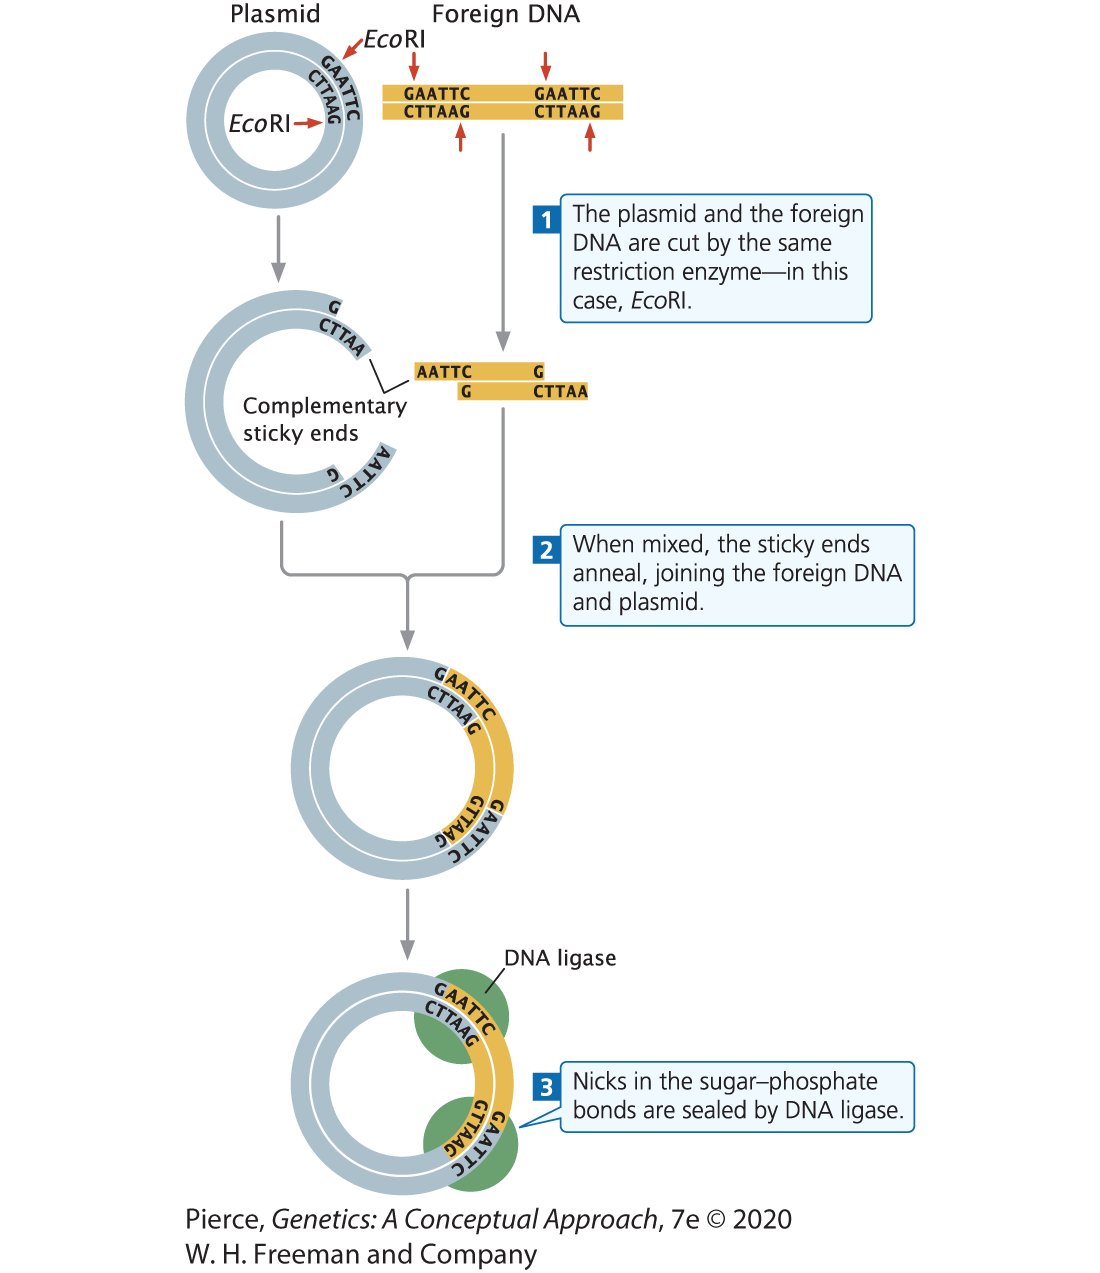 Plasmid
Foreign DNA
EcoRI
GAATTC
CTTAAG
EcoRI
GAATTC GAATTC
CTTAAG CTTAAG
1
The plasmid and the foreign
DNA are cut by the same
restriction enzyme—in this
case, EcoRI.
G
CTTAA
AATTC G
G CTTAA
Complementary
sticky ends
G
AATTC
2
When mixed, the sticky ends
anneal, joining the foreign DNA
and plasmid.
GAATTC
CTTAAG
GTTAAG
GAATTC
DNA ligase
GAATTC
CTTAAG
3
Nicks in the sugar–phosphate
bonds are sealed by DNA ligase.
GTTAAG
GAATTC
Pierce, Genetics: A Conceptual Approach, 7e © 2020
W. H. Freeman and Company